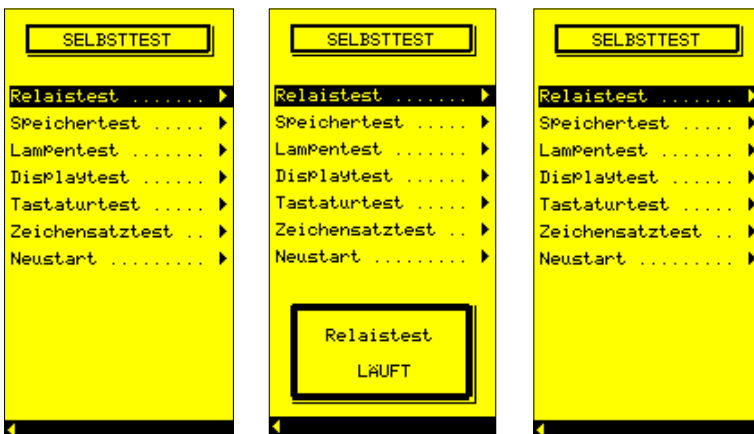 SELBSTTEST
Relaistest .......
Speichertest .....
Lampentest .......
Displaytest ......
Tastaturtest .....
Zeichensatztest ..
Neustart .........
SELBSTTEST
Relaistest .......
Speichertest .....
Lampentest .......
Displaytest ......
Tastaturtest .....
Zeichensatztest ..
Neustart .........
Relaistest
LÄUFT
SELBSTTEST
Relaistest .......
Speichertest .....
Lampentest .......
Displaytest ......
Tastaturtest .....
Zeichensatztest ..
Neustart .........